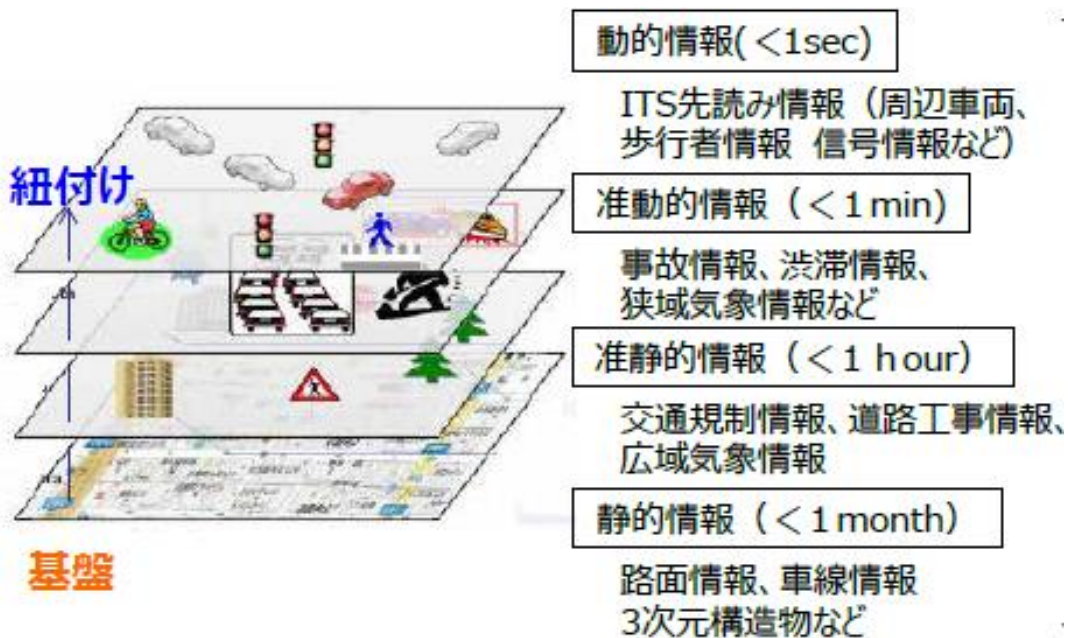 動的情報(<1sec)
ITS先読み情報(周辺車両、
歩行者情報 信号情報など)
紐付け
准動的情報(<1min)
事故情報、渋滞情報、
狭域気象情報など
准静的情報(<1 hour)
交通規制情報、道路工事情報、
広域気象情報
静的情報(<1month)
基盤
路面情報、車線情報
3次元構造物など